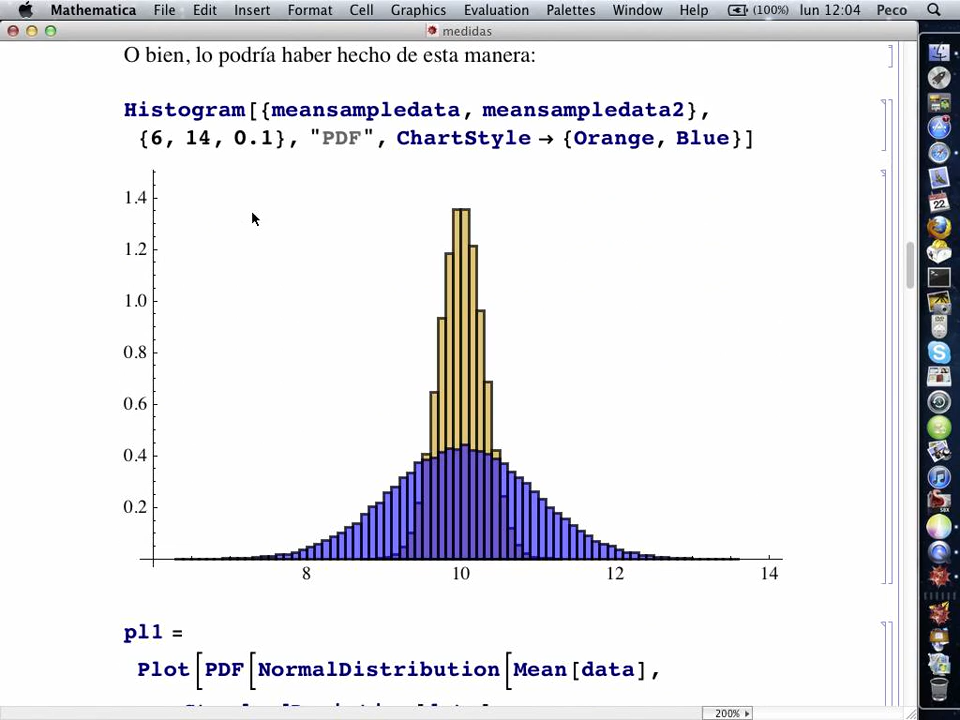 Mathematica File Edit Insert Format Cell Graphics Evaluation Palettes Window Help (100%) lun 12:04 Peco
medidas
O bien, lo podría haber hecho de esta manera:
Histogram[{meansampledata, meansampledata2},
{6, 14, 0.1}, "PDF", ChartStyle → {Orange, Blue}]
1.4
1.2
1.0
0.8
0.6
0.4
0.2
8 10 12 14
pl1 =
Plot[PDF[NormalDistribution[Mean[data],
200%
22